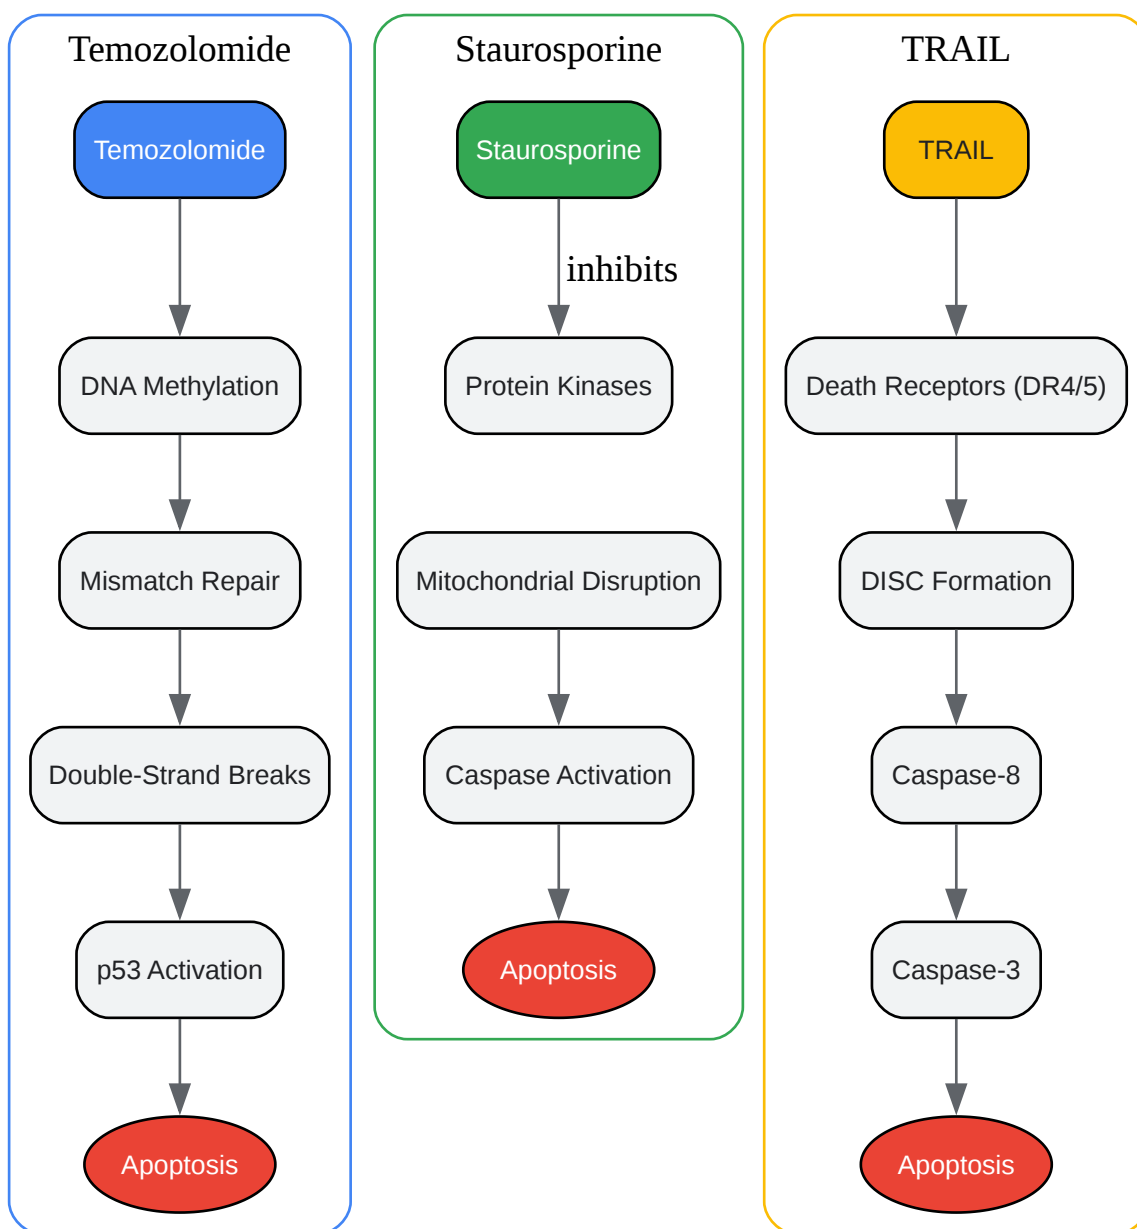 Temozolomide
Temozolomide
DNA Methylation
Mismatch Repair
Double-Strand Breaks
p53 Activation
Apoptosis
Staurosporine
Staurosporine
inhibits
Protein Kinases
Mitochondrial Disruption
Caspase Activation
Apoptosis
TRAIL
TRAIL
Death Receptors (DR4/5)
DISC Formation
Caspase-8
Caspase-3
Apoptosis